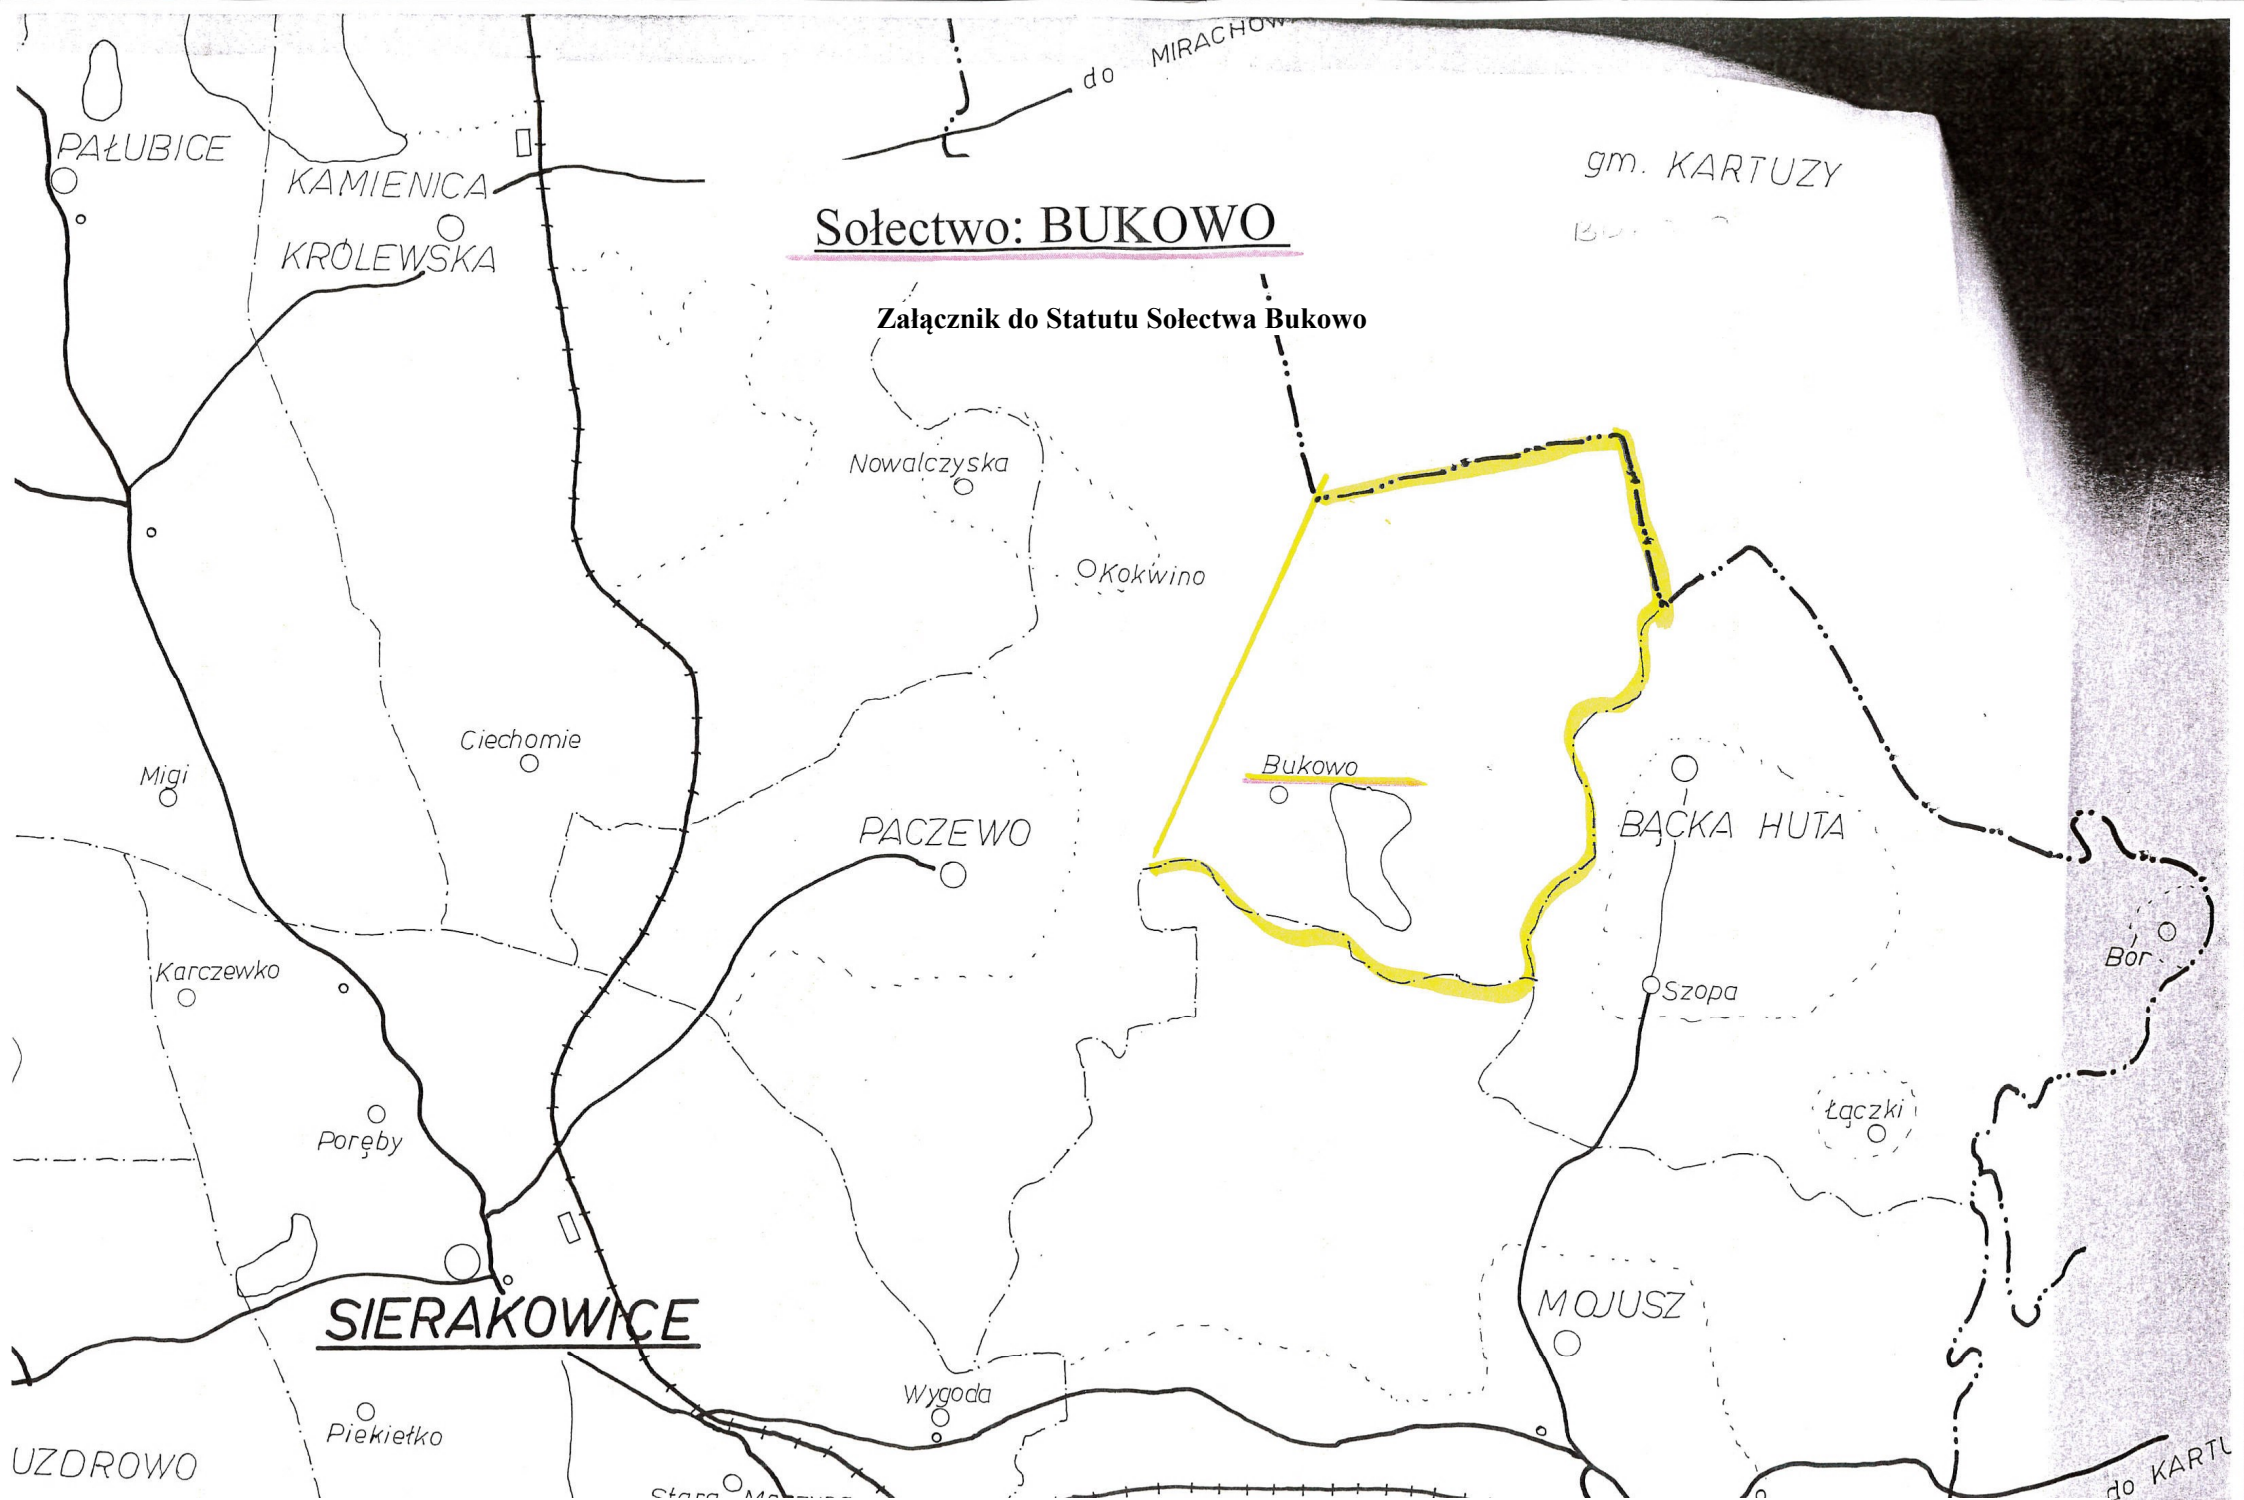 do MIRACHOW
PAŁUBICE
gm. KARTUZY
KAMIENICA
KRÓLEWSKA
Sołectwo: BUKOWO
Załącznik do Statutu Sołectwa Bukowo
Nowalczyska
Kokwino
Ciechomie
Migi
Bukowo
PACZEWO
BĄCKA HUTA
Karczewko
Bór
Szopa
Łączki
Poręby
SIERAKOWICE
MOJUSZ
Wygoda
Piekiełko
UZDROWO
do KARTU
Stara